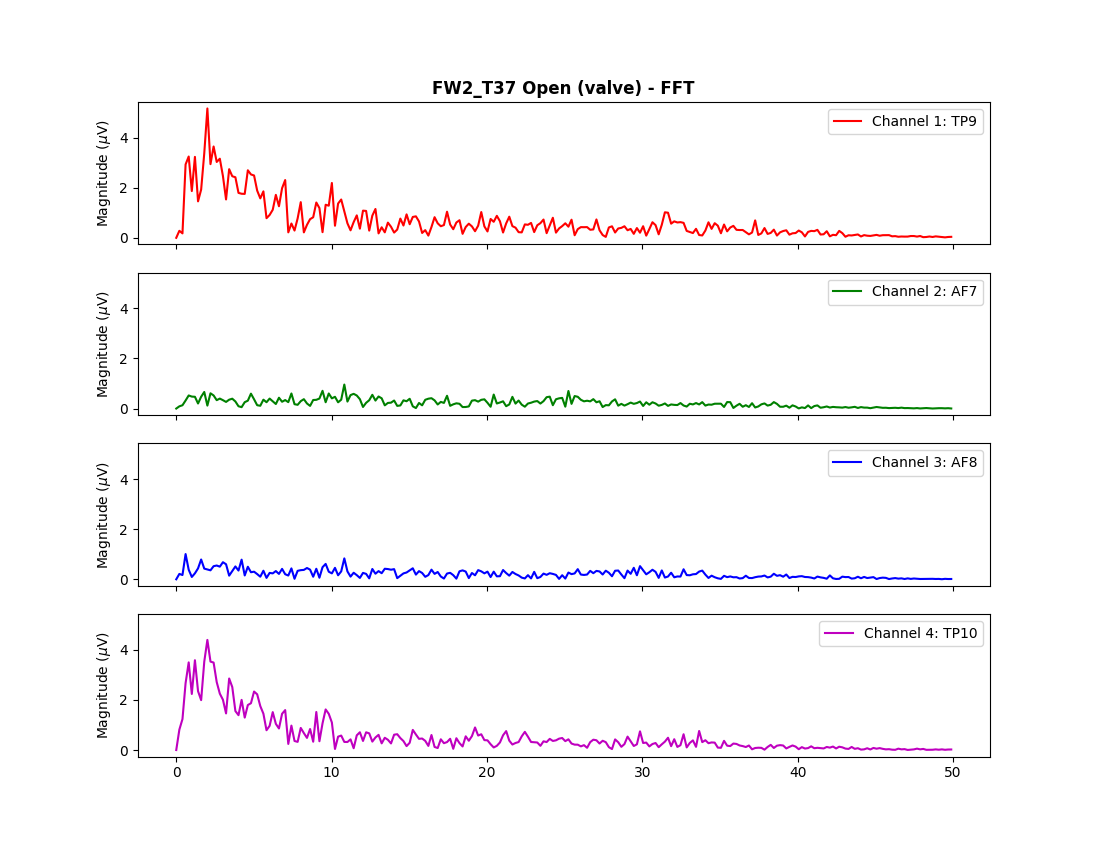 FW2_T37 Open (valve) - FFT
Magnitude (μV)
4
2
0
Channel 1: TP9
Magnitude (μV)
4
2
0
Channel 2: AF7
Magnitude (μV)
4
2
0
Channel 3: AF8
Magnitude (μV)
4
2
0
Channel 4: TP10
0 10 20 30 40 50